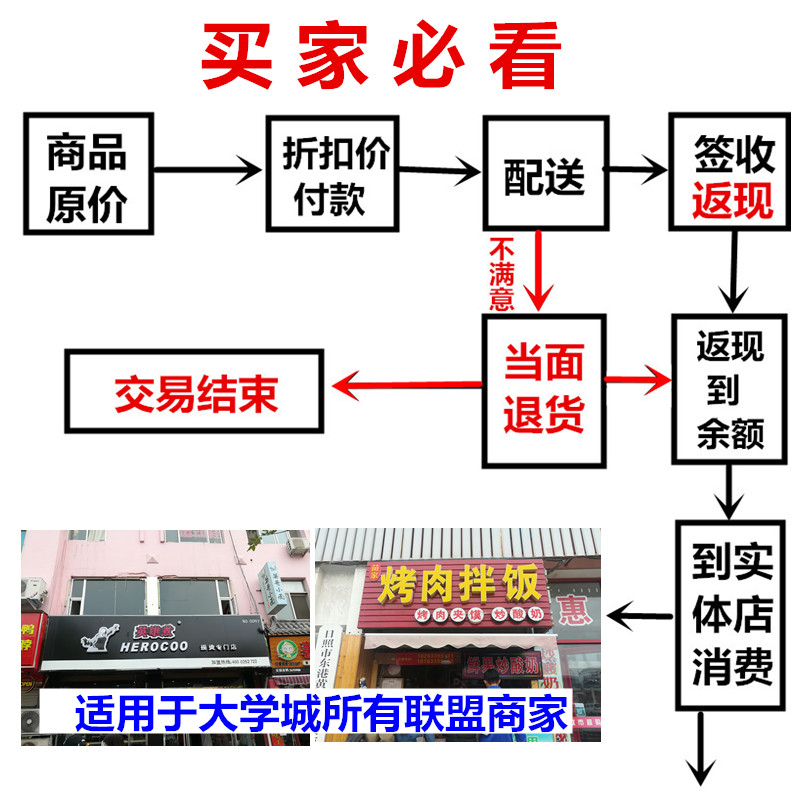 买家必看
商品
原价
折扣价
付款
配送
签收
返现
不满意
交易结束
当面
退货
返现
到
余额
到实
体店
消费
HEROCOO
烤肉拌饭
烤肉夹馍 炒酸奶
惠
日照市东港黄
适用于大学城所有联盟商家